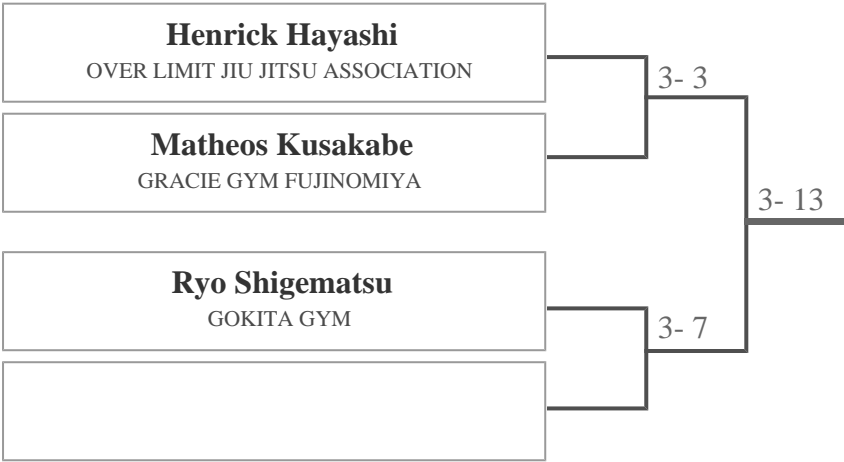 Henrick Hayashi
OVER LIMIT JIU JITSU ASSOCIATION
3- 3
Matheos Kusakabe
GRACIE GYM FUJINOMIYA
3- 13
Ryo Shigematsu
GOKITA GYM
3- 7